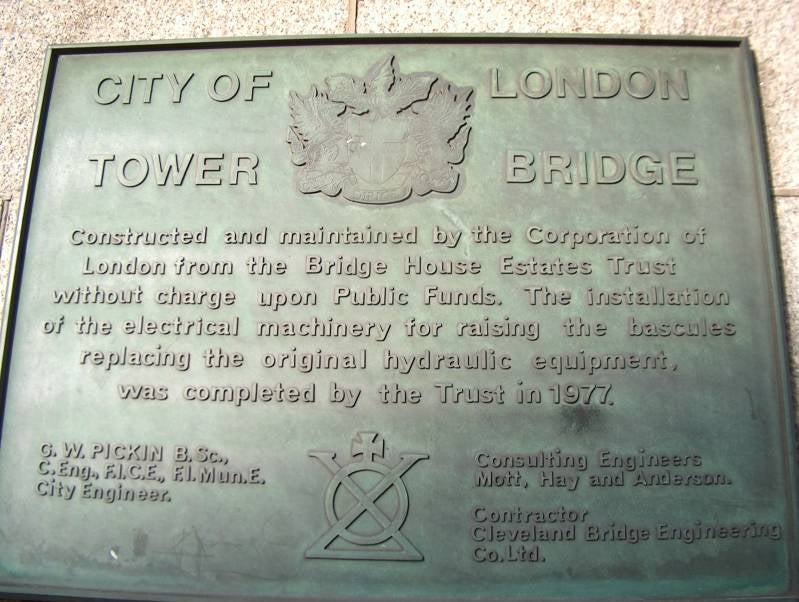 CITY OF LONDON
TOWER BRIDGE
Constructed and maintained by the Corporation of
London from the Bridge House Estates Trust
without charge upon Public Funds. The installation
of the electrical machinery for raising the bascules
replacing the original hydraulic equipment,
was completed by the Trust in 1977.
G. W. PICKIN B. Sc.,
C. Eng., F.I.C.E., F.I. Mun. E.
City Engineer.
Consulting Engineers
Mott, Hay and Anderson.
Contractor
Cleveland Bridge Engineering
Co. Ltd.